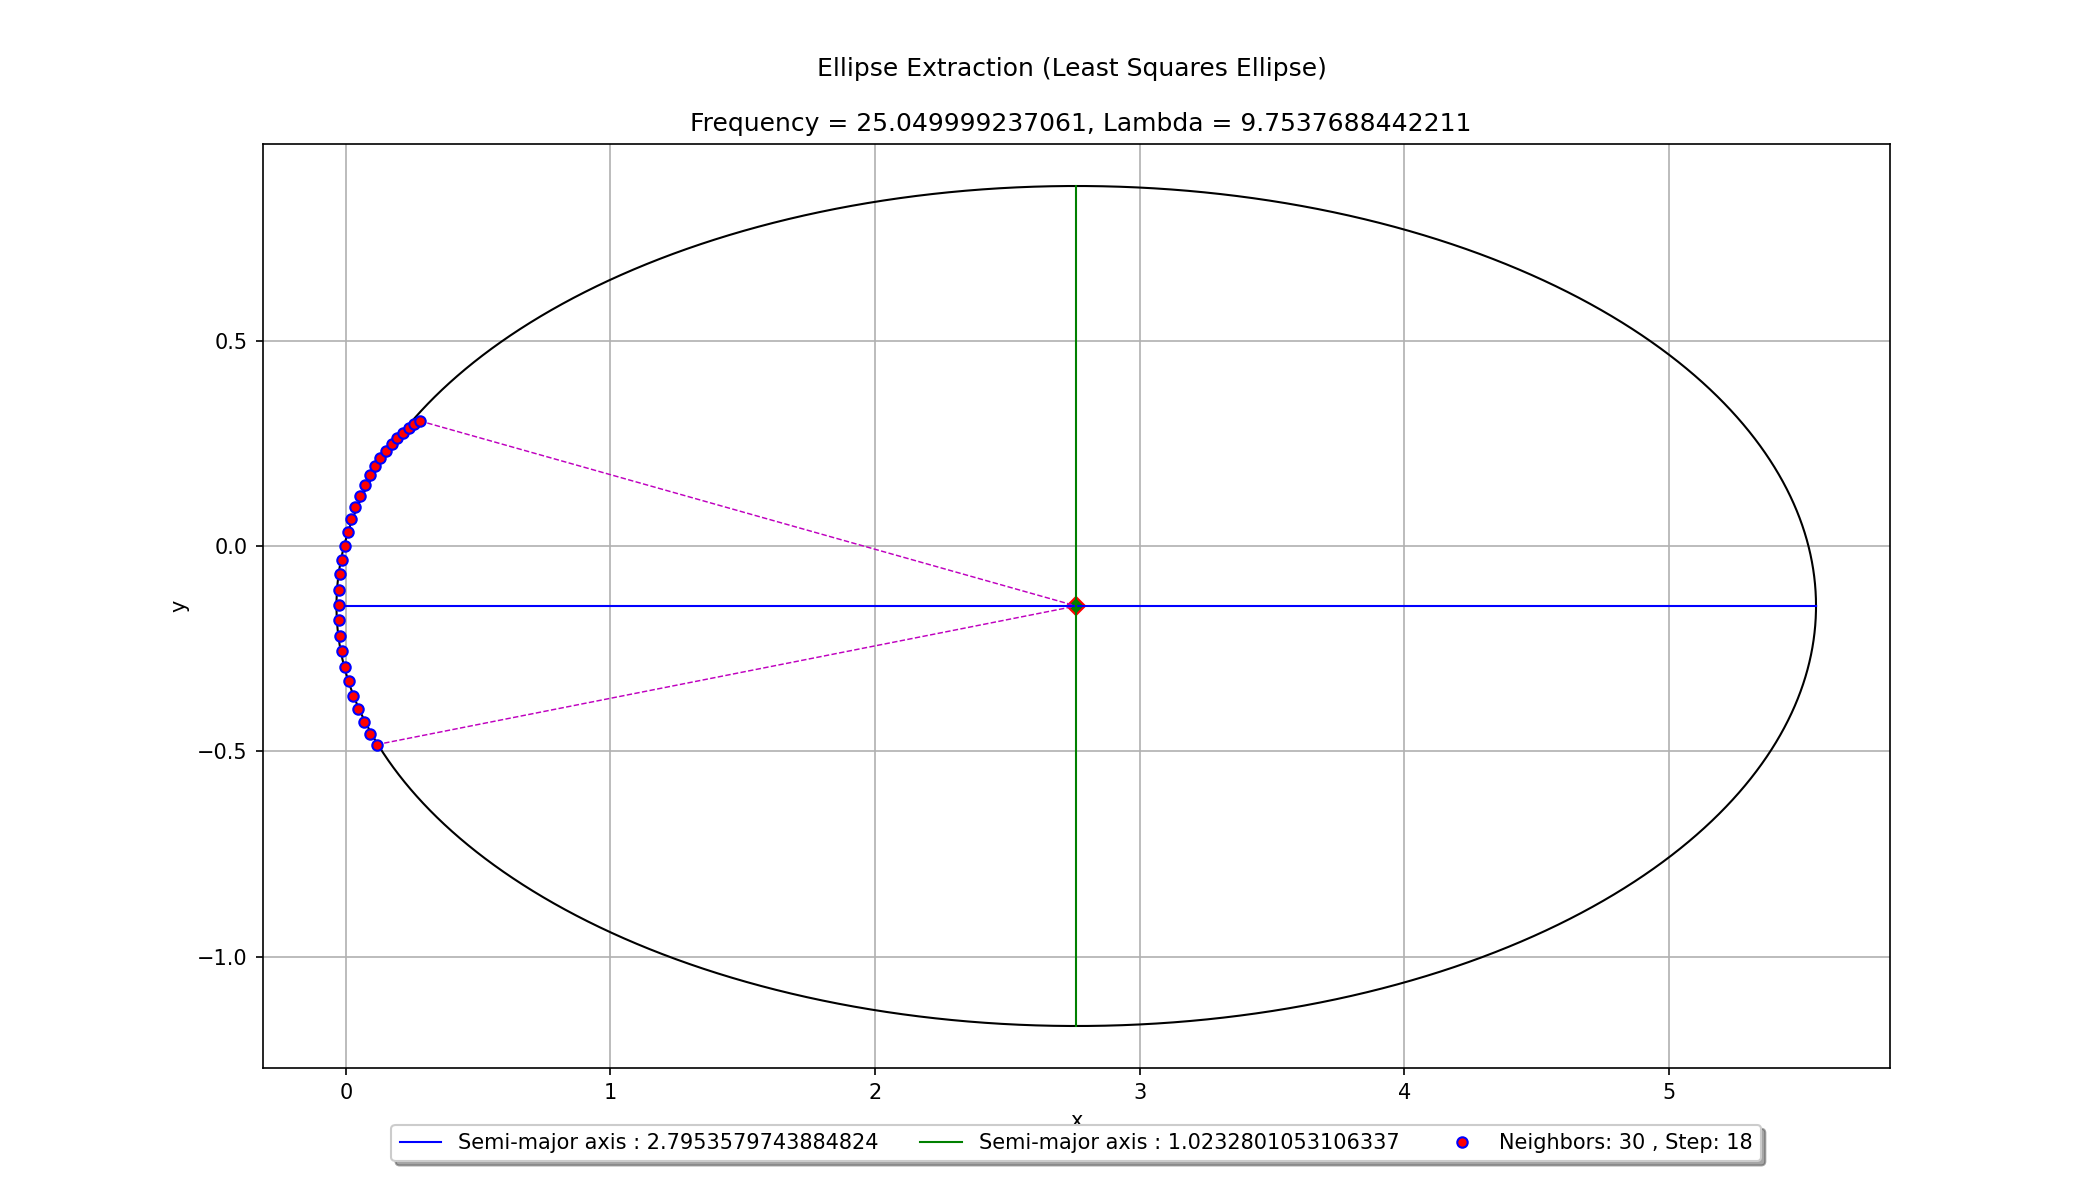 Ellipse Extraction (Least Squares Ellipse)
Frequency = 25.049999237061, Lambda = 9.7537688442211
0.5
0.0
y
−0.5
−1.0
0 1 2 3 4 5
x
Semi-major axis : 2.7953579743884824 Semi-major axis : 1.0232801053106337 Neighbors: 30 , Step: 18